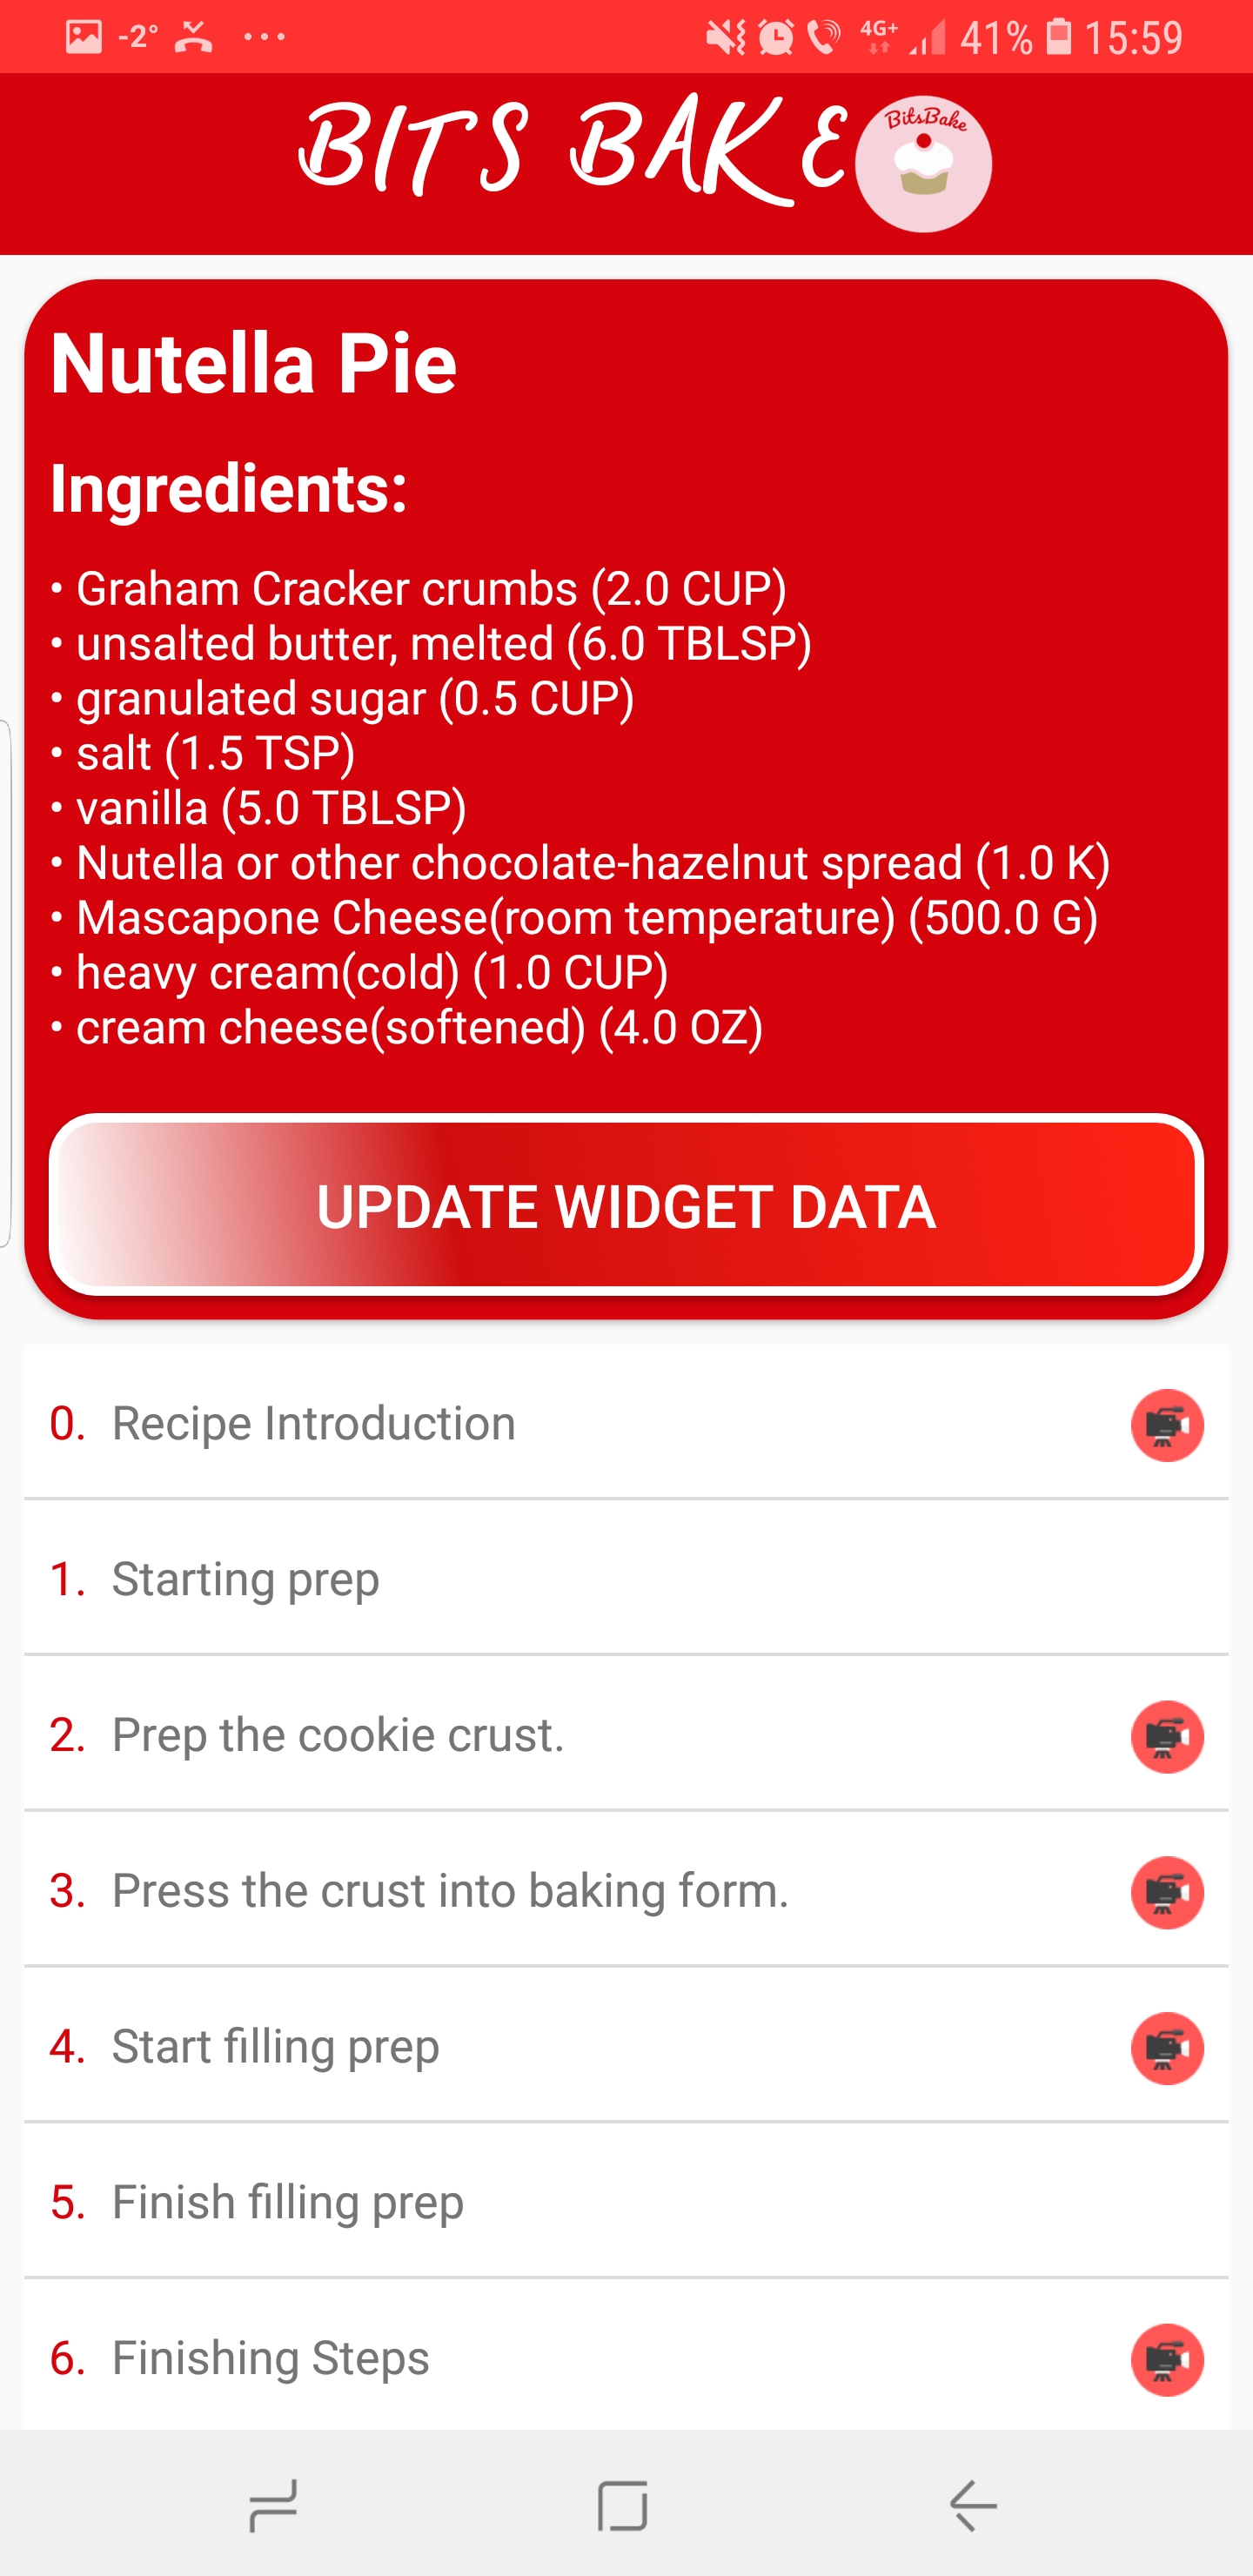 -2° ... 4G+ 41% 15:59
BITS BAKE
BitsBake
Nutella Pie
Ingredients:
• Graham Cracker crumbs (2.0 CUP)
• unsalted butter, melted (6.0 TBLSP)
• granulated sugar (0.5 CUP)
• salt (1.5 TSP)
• vanilla (5.0 TBLSP)
• Nutella or other chocolate-hazelnut spread (1.0 K)
• Mascapone Cheese(room temperature) (500.0 G)
• heavy cream(cold) (1.0 CUP)
• cream cheese(softened) (4.0 OZ)
UPDATE WIDGET DATA
0. Recipe Introduction
1. Starting prep
2. Prep the cookie crust.
3. Press the crust into baking form.
4. Start filling prep
5. Finish filling prep
6. Finishing Steps